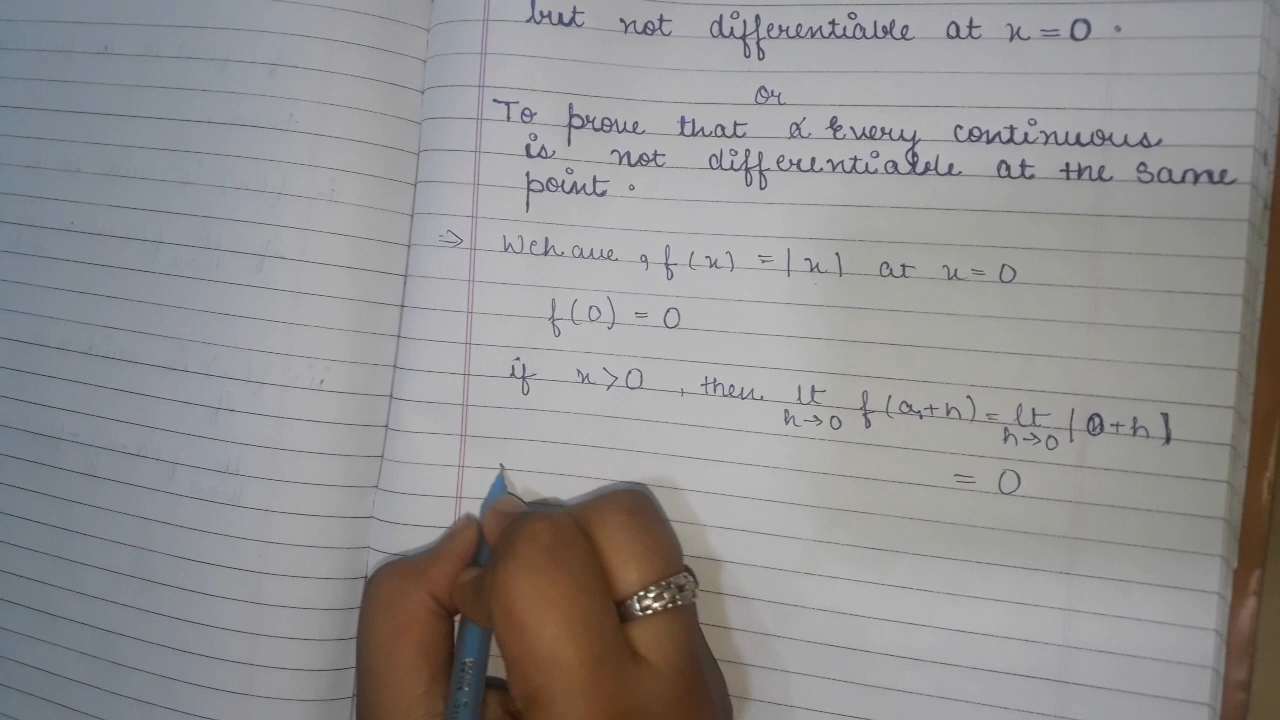 but not differentiable at x = 0 .
or
To prove that & Every continuous
is not differentiable at the same
point .
⇒ We have , f(x) = |x| at x = 0
f(0) = 0
if x > 0 , then lt f(a+h) = lt |0+h|
h→0 h→0
= 0